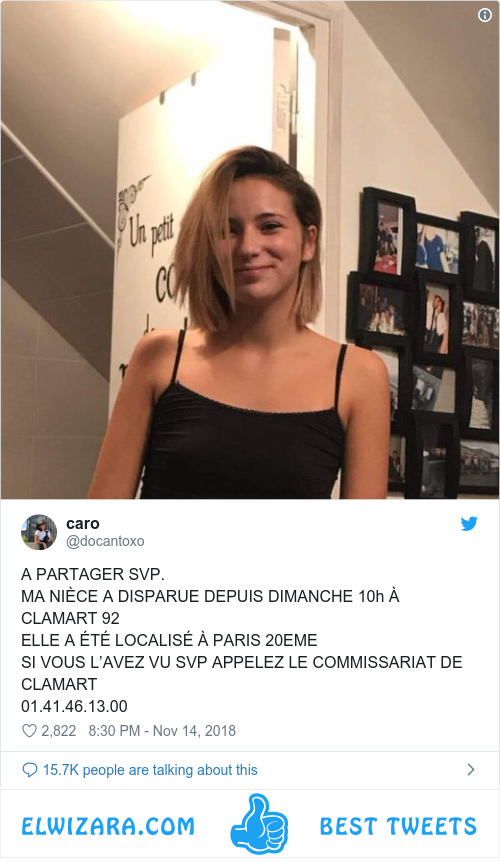 Un petit
caro
@docantoxo
A PARTAGER SVP.
MA NIÈCE A DISPARUE DEPUIS DIMANCHE 10h À
CLAMART 92
ELLE A ÉTÉ LOCALISÉ À PARIS 20EME
SI VOUS L'AVEZ VU SVP APPELEZ LE COMMISSARIAT DE
CLAMART
01.41.46.13.00
2,822 8:30 PM - Nov 14, 2018
15.7K people are talking about this
ELWIZARA.COM BEST TWEETS